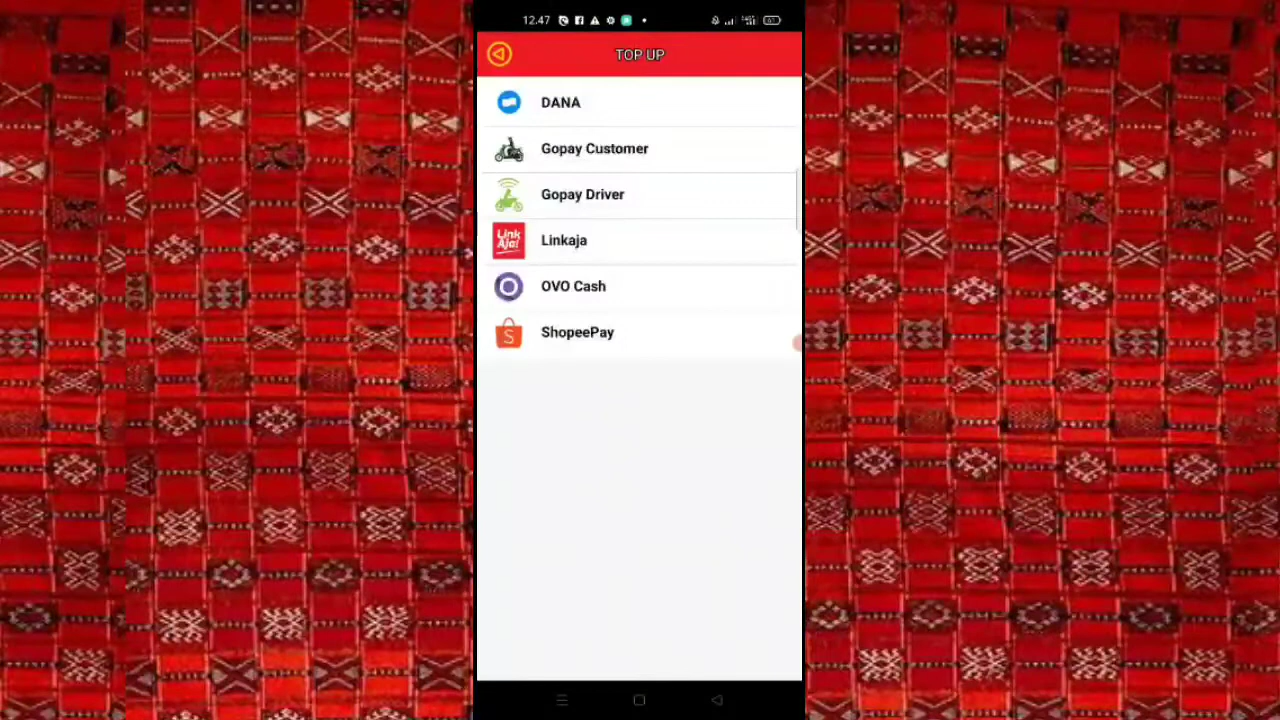 12.47
TOP UP
DANA
Gopay Customer
Gopay Driver
Link Aja!
Linkaja
OVO Cash
ShopeePay